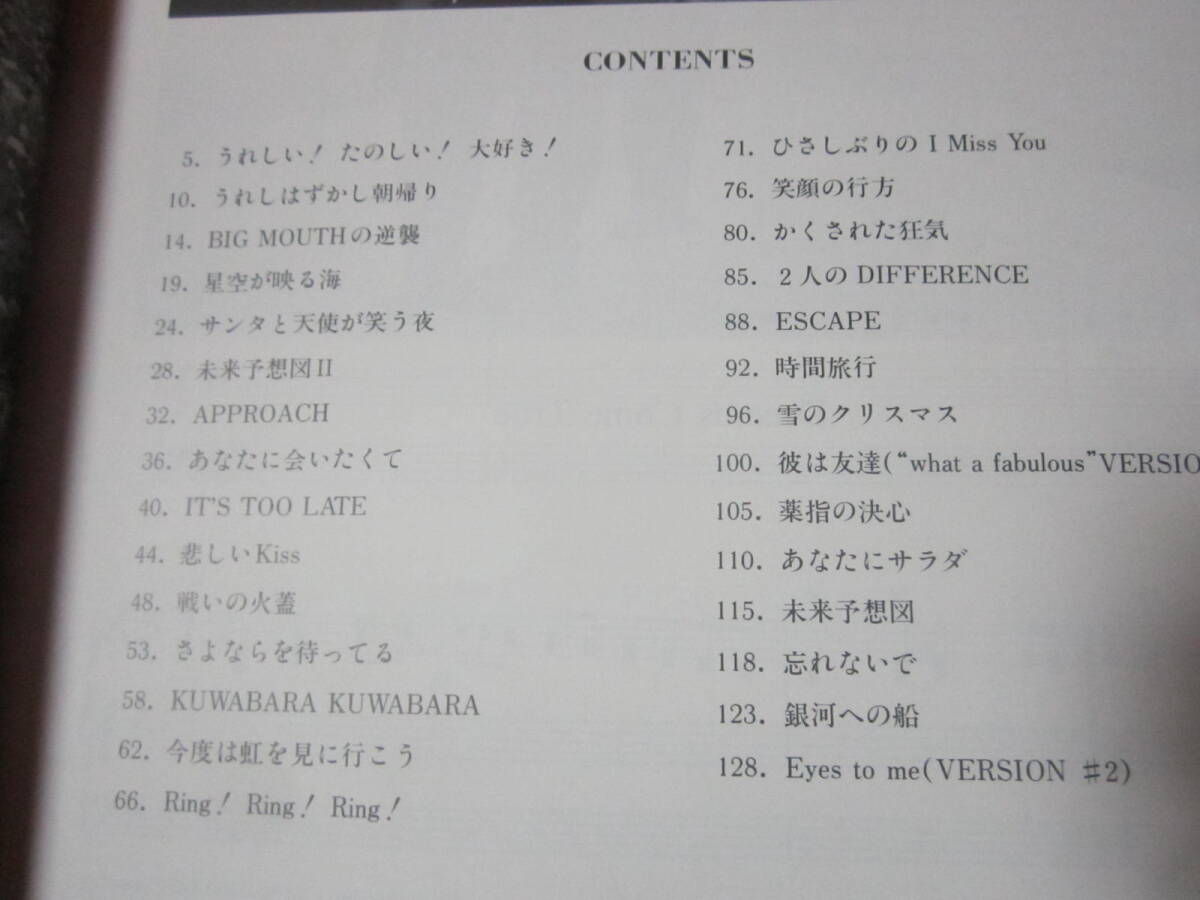 CONTENTS
5. うれしい！ たのしい！ 大好き！
10. うれしはずかし朝帰り
14. BIG MOUTHの逆襲
19. 星空が映る海
24. サンタと天使が笑う夜
28. 未来予想図II
32. APPROACH
36. あなたに会いたくて
40. IT'S TOO LATE
44. 悲しいKiss
48. 戦いの火蓋
53. さよならを待ってる
58. KUWABARA KUWABARA
62. 今度は虹を見に行こう
66. Ring！ Ring！ Ring！
71. ひさしぶりの I Miss You
76. 笑顔の行方
80. かくされた狂気
85. 2人の DIFFERENCE
88. ESCAPE
92. 時間旅行
96. 雪のクリスマス
100. 彼は友達(“what a fabulous”VERSIO
105. 薬指の決心
110. あなたにサラダ
115. 未来予想図
118. 忘れないで
123. 銀河への船
128. Eyes to me(VERSION ♯2)